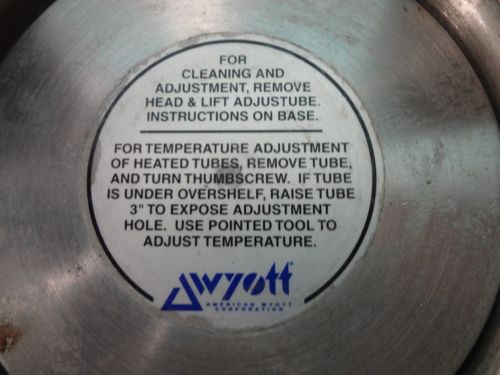 FOR
CLEANING AND
ADJUSTMENT, REMOVE
HEAD & LIFT ADJUSTUBE.
INSTRUCTIONS ON BASE.
FOR TEMPERATURE ADJUSTMENT
OF HEATED TUBES, REMOVE TUBE,
AND TURN THUMBSCREW. IF TUBE
IS UNDER OVERSHELF, RAISE TUBE
3" TO EXPOSE ADJUSTMENT
HOLE. USE POINTED TOOL TO
ADJUST TEMPERATURE.
Wyott
AMERICAN WYOTT
CORPORATION